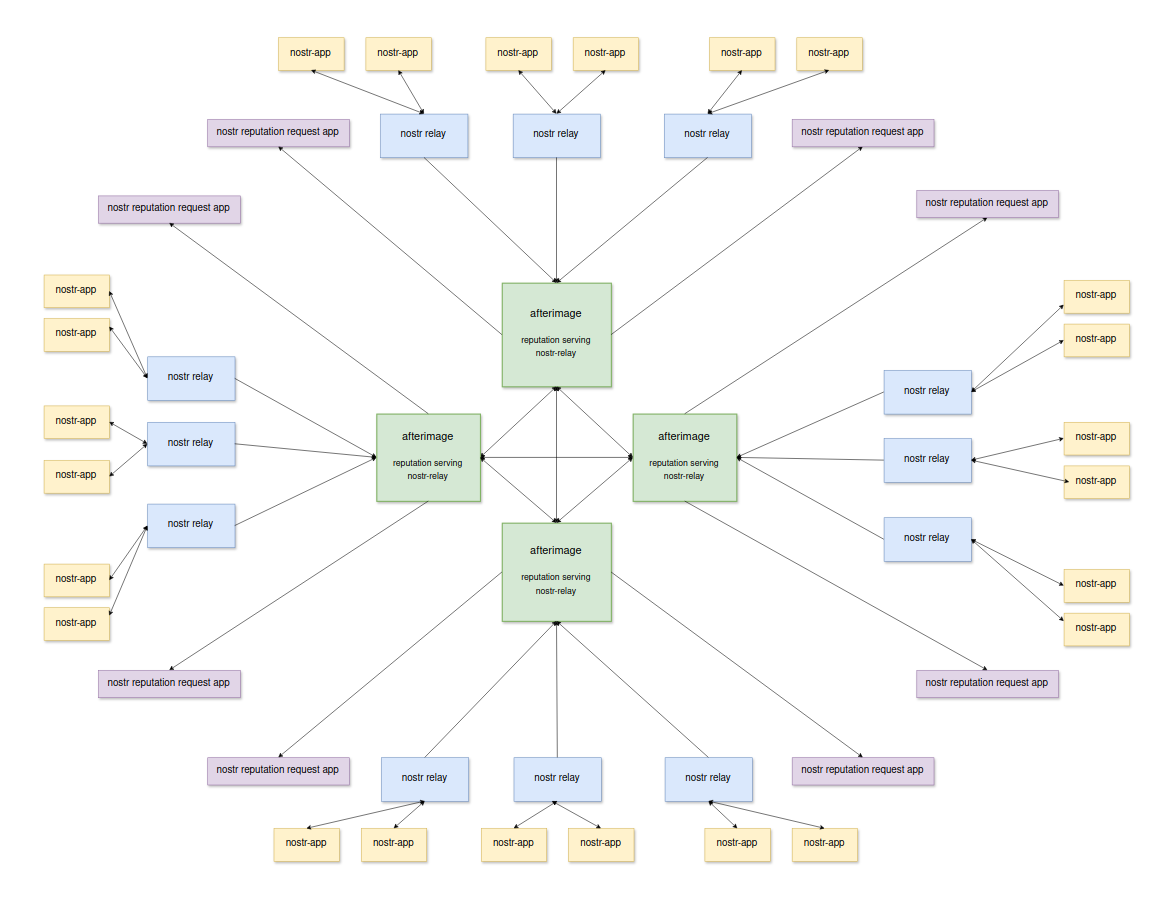 nostr-app
nostr-app
nostr-app
nostr-app
nostr-app
nostr-app
nostr reputation request app
nostr relay
nostr relay
nostr relay
nostr reputation request app
nostr reputation request app
nostr reputation request app
nostr-app
nostr-app
nostr relay
nostr-app
nostr relay
nostr-app
nostr relay
nostr-app
nostr-app
afterimage
reputation serving
nostr-relay
afterimage
reputation serving
nostr-relay
afterimage
reputation serving
nostr-relay
afterimage
reputation serving
nostr-relay
nostr-app
nostr-app
nostr relay
nostr-app
nostr relay
nostr-app
nostr relay
nostr-app
nostr-app
nostr reputation request app
nostr reputation request app
nostr reputation request app
nostr relay
nostr relay
nostr relay
nostr reputation request app
nostr-app
nostr-app
nostr-app
nostr-app
nostr-app
nostr-app